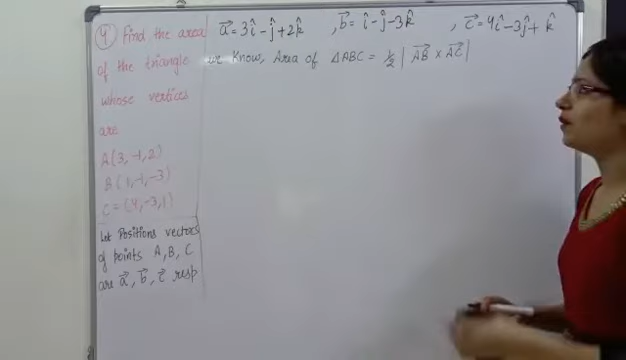 4) Find the area
of the triangle
whose vertices
are
A(3,-1,2)
B(1,-1,-3)
C=(4,-3,1)
Let Positions vectors
of points A, B, C
are a⃗, b⃗, c⃗ resp
a⃗=3î-ĵ+2k̂ , b⃗=î-ĵ-3k̂ , c⃗=4î-3ĵ+k̂
we Know, Area of ΔABC = ½ |AB⃗ × AC⃗|